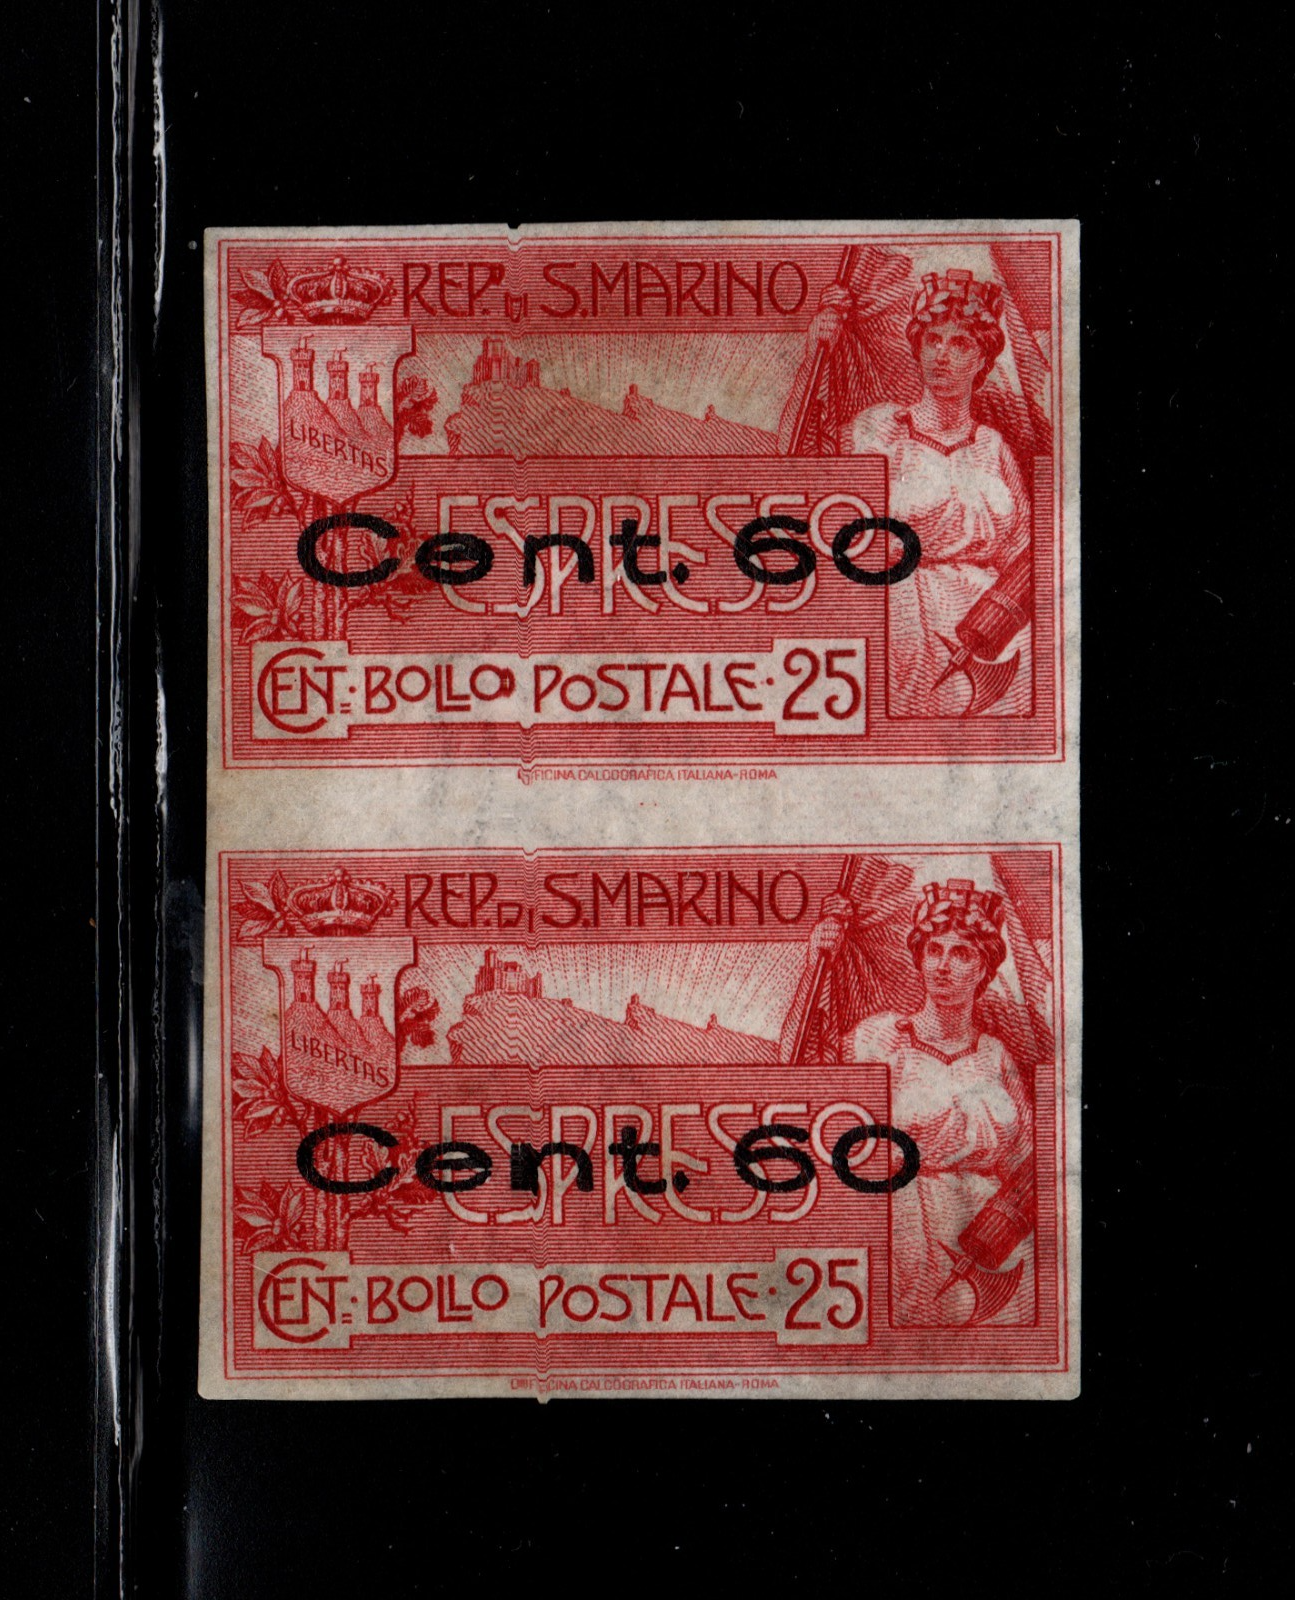 REP. DI S. MARINO
LIBERTAS
ESPRESSO
Cent. 60
CENT. BOLLO POSTALE · 25
OFFICINA CALCOGRAFICA ITALIANA-ROMA
REP. DI S. MARINO
LIBERTAS
ESPRESSO
Cent. 60
CENT. BOLLO POSTALE · 25
OFFICINA CALCOGRAFICA ITALIANA-ROMA